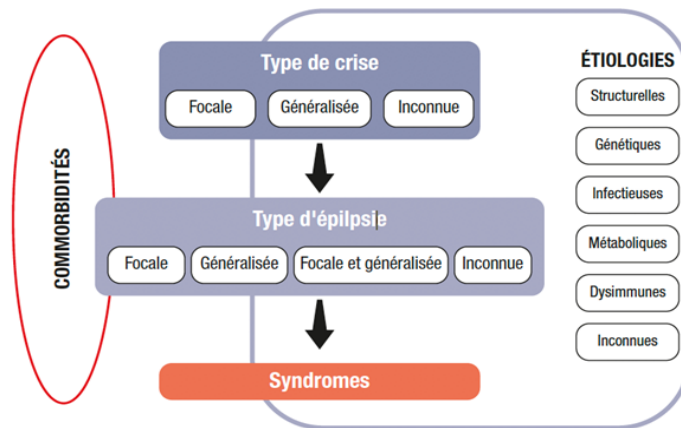 COMMORBIDITÉS
Type de crise
Focale
Généralisée
Inconnue
Type d'épilpsie
Focale
Généralisée
Focale et généralisée
Inconnue
Syndromes
ÉTIOLOGIES
Structurelles
Génétiques
Infectieuses
Métaboliques
Dysimmunes
Inconnues